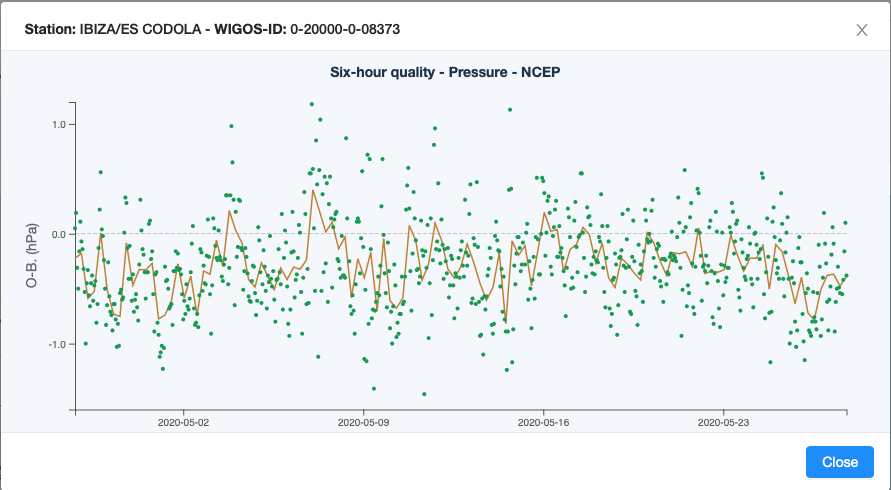 Station: IBIZA/ES CODOLA - WIGOS-ID: 0-20000-0-08373
X
Six-hour quality - Pressure - NCEP
O-B. (hPa)
1.0
0.0
-1.0
2020-05-02 2020-05-09 2020-05-16 2020-05-23
Close